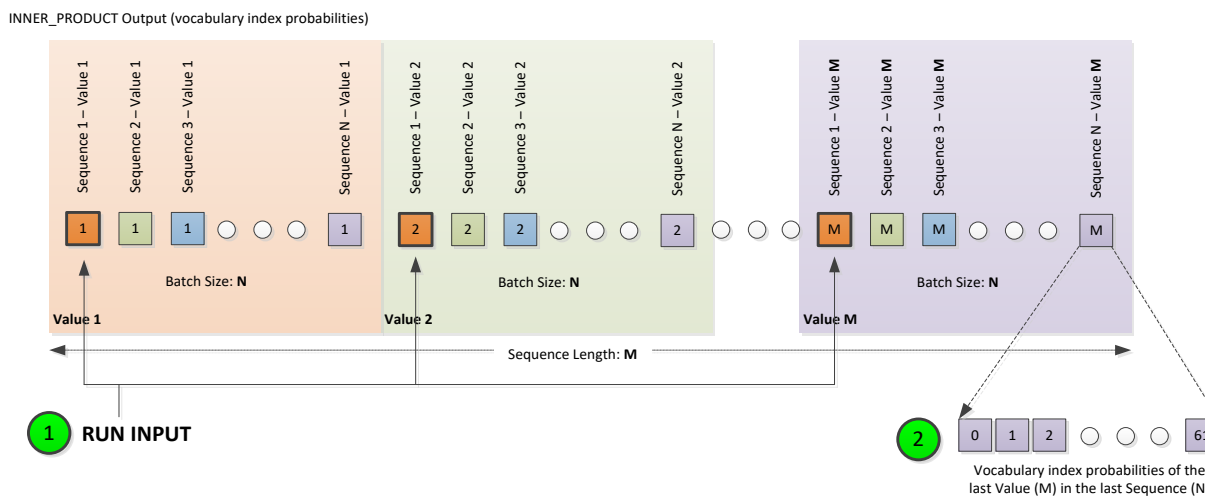 INNER_PRODUCT Output (vocabulary index probabilities)
Sequence 1 – Value 1
Sequence 2 – Value 1
Sequence 3 – Value 1
Sequence N – Value 1
Sequence 1 – Value 2
Sequence 2 – Value 2
Sequence 3 – Value 2
Sequence N – Value 2
Sequence 1 – Value M
Sequence 2 – Value M
Sequence 3 – Value M
Sequence N – Value M
1 1 1 1 2 2 2 2 M M M M
Batch Size: N
Batch Size: N
Batch Size: N
Value 1
Value 2
Value M
Sequence Length: M
1 RUN INPUT
2 0 1 2
Vocabulary index probabilities of the
last Value (M) in the last Sequence (N